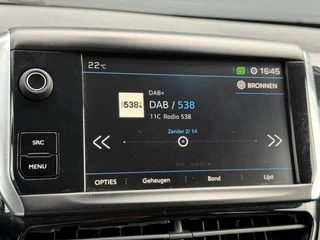 22°C
16:45
BRONNEN
DAB+
538
DAB / 538
11C Radio 538
Zender 2/ 14
SRC
MENU
OPTIES
Geheugen
Band
Lijst